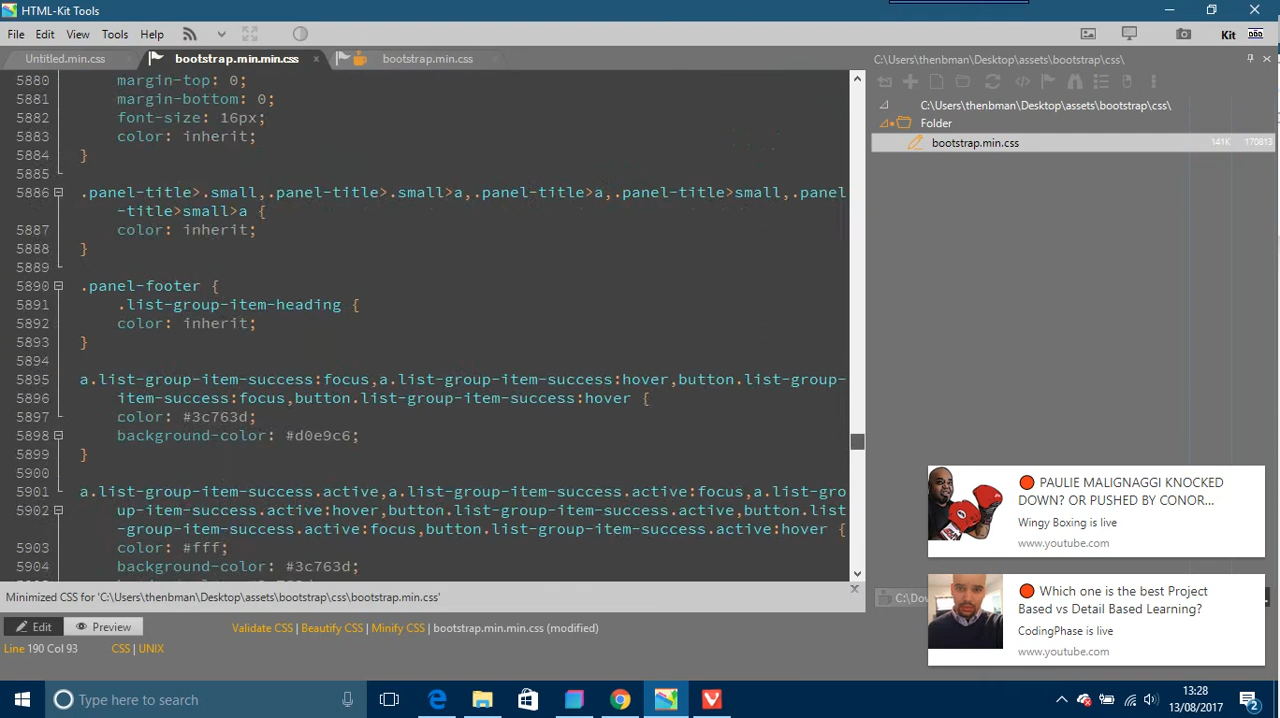 HTML-Kit Tools
File Edit View Tools Help
Kit
Untitled.min.css
bootstrap.min.min.css
bootstrap.min.css
C:\Users\thenbman\Desktop\assets\bootstrap\css\
C:\Users\thenbman\Desktop\assets\bootstrap\css\
Folder
bootstrap.min.css 141K 170813
5880 margin-top: 0;
5881 margin-bottom: 0;
5882 font-size: 16px;
5883 color: inherit;
5884 }
5885
5886 .panel-title>.small,.panel-title>.small>a,.panel-title>a,.panel-title>small,.panel
-title>small>a {
5887 color: inherit;
5888 }
5889
5890 .panel-footer {
5891 .list-group-item-heading {
5892 color: inherit;
5893 }
5894
5895 a.list-group-item-success:focus,a.list-group-item-success:hover,button.list-group-
5896 item-success:focus,button.list-group-item-success:hover {
5897 color: #3c763d;
5898 background-color: #d0e9c6;
5899 }
5900
5901 a.list-group-item-success.active,a.list-group-item-success.active:focus,a.list-gro
5902 up-item-success.active:hover,button.list-group-item-success.active,button.list
-group-item-success.active:focus,button.list-group-item-success.active:hover {
5903 color: #fff;
5904 background-color: #3c763d;
Minimized CSS for 'C:\Users\thenbman\Desktop\assets\bootstrap\css\bootstrap.min.css'
Edit Preview
Validate CSS | Beautify CSS | Minify CSS | bootstrap.min.min.css (modified)
Line 190 Col 93 CSS | UNIX
PAULIE MALIGNAGGI KNOCKED
DOWN? OR PUSHED BY CONOR...
Wingy Boxing is live
www.youtube.com
Which one is the best Project
Based vs Detail Based Learning?
CodingPhase is live
www.youtube.com
Type here to search
13:28
13/08/2017
2